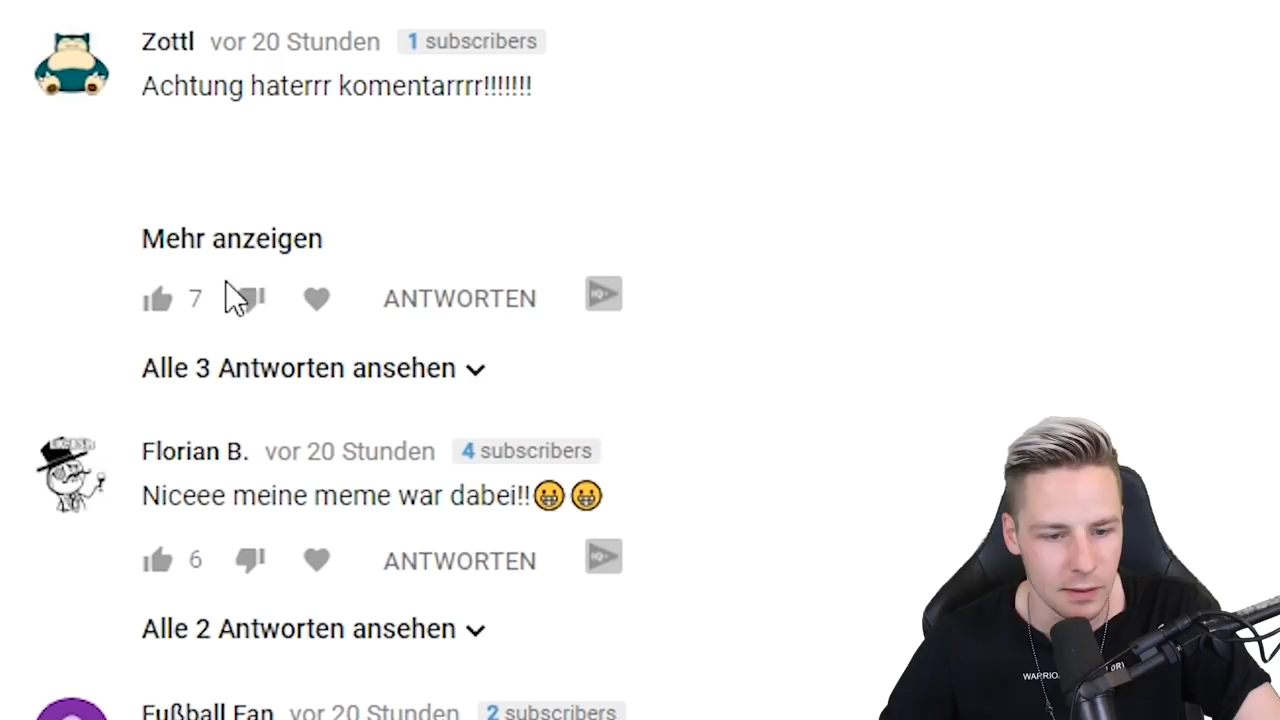 Zottl vor 20 Stunden 1 subscribers
Achtung haterrr komentarrrr!!!!!!!
Mehr anzeigen
7 ANTWORTEN
Alle 3 Antworten ansehen
Florian B. vor 20 Stunden 4 subscribers
Niceee meine meme war dabei!!😬😬
6 ANTWORTEN
Alle 2 Antworten ansehen
Fußball Fan vor 20 Stunden 2 subscribers